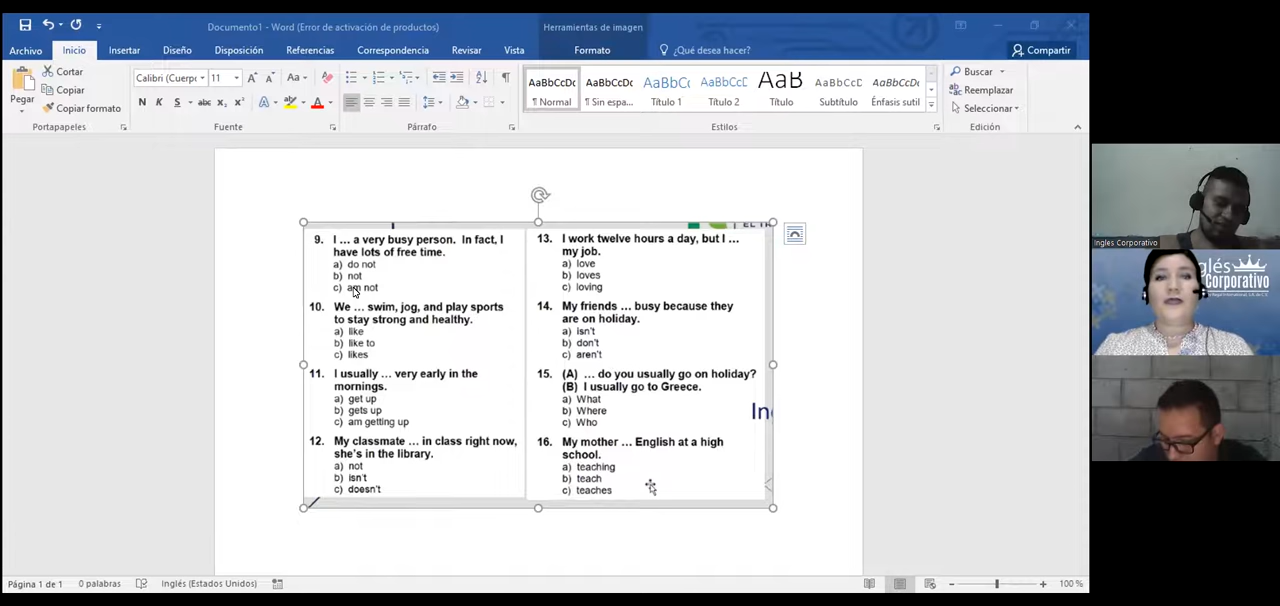 Documento1 - Word (Error de activación de productos)
Herramientas de imagen
Archivo
Inicio
Insertar
Diseño
Disposición
Referencias
Correspondencia
Revisar
Vista
Formato
¿Qué desea hacer?
Compartir
Pegar
Cortar
Copiar
Copiar formato
Portapapeles
Calibri (Cuerpo
11
Fuente
Párrafo
AaBbCcDc
¶ Normal
AaBbCcDc
¶ Sin espa...
AaBbCc
Título 1
AaBbCcD
Título 2
AaB
Título
AaBbCcD
Subtítulo
AaBbCcDc
Énfasis sutil
Estilos
Buscar
Reemplazar
Seleccionar
Edición
9. I ... a very busy person. In fact, I
have lots of free time.
a) do not
b) not
c) am not
10. We ... swim, jog, and play sports
to stay strong and healthy.
a) like
b) like to
c) likes
11. I usually ... very early in the
mornings.
a) get up
b) gets up
c) am getting up
12. My classmate ... in class right now,
she's in the library.
a) not
b) isn't
c) doesn't
13. I work twelve hours a day, but I ...
my job.
a) love
b) loves
c) loving
14. My friends ... busy because they
are on holiday.
a) isn't
b) don't
c) aren't
15. (A) ... do you usually go on holiday?
(B) I usually go to Greece.
a) What
b) Where
c) Who
16. My mother ... English at a high
school.
a) teaching
b) teach
c) teaches
Página 1 de 1
0 palabras
Inglés (Estados Unidos)
100 %
Ingles Corporativo
glés
Corporativo